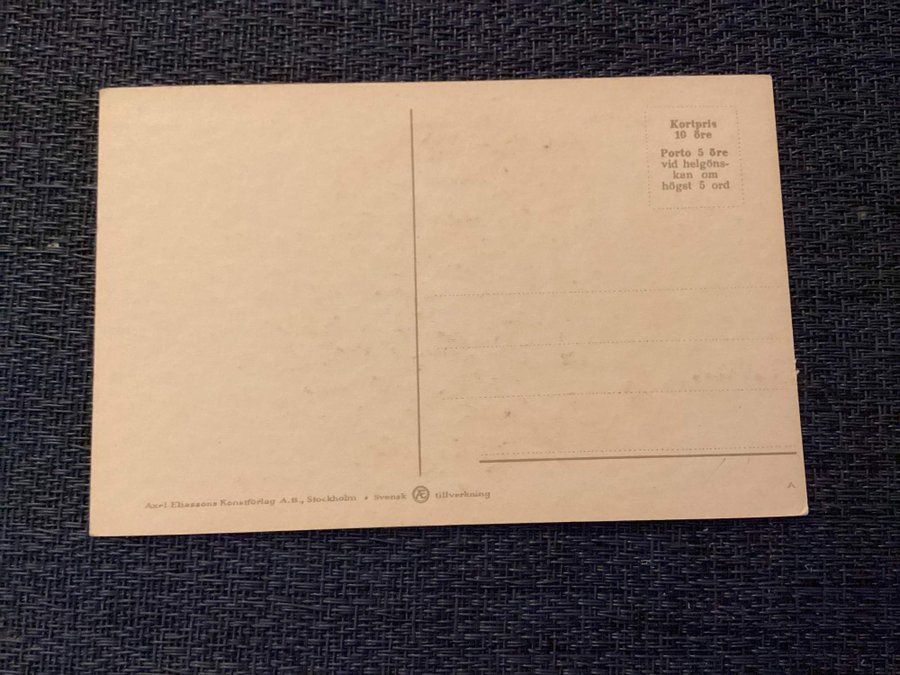 Kortpris
10 öre
Porto 5 öre
vid helgöns-
kan om
högst 5 ord
Axel Eliassons Konstförlag A.B., Stockholm • Svensk Æ tillverkning
A